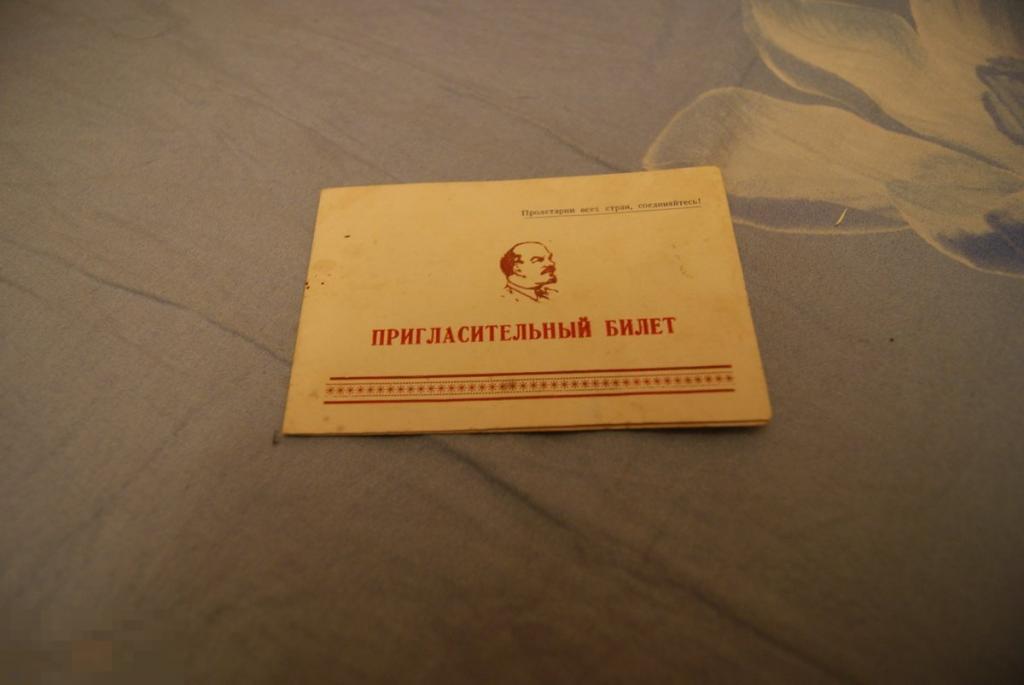 Пролетарии всех стран, соединяйтесь!
ПРИГЛАСИТЕЛЬНЫЙ БИЛЕТ